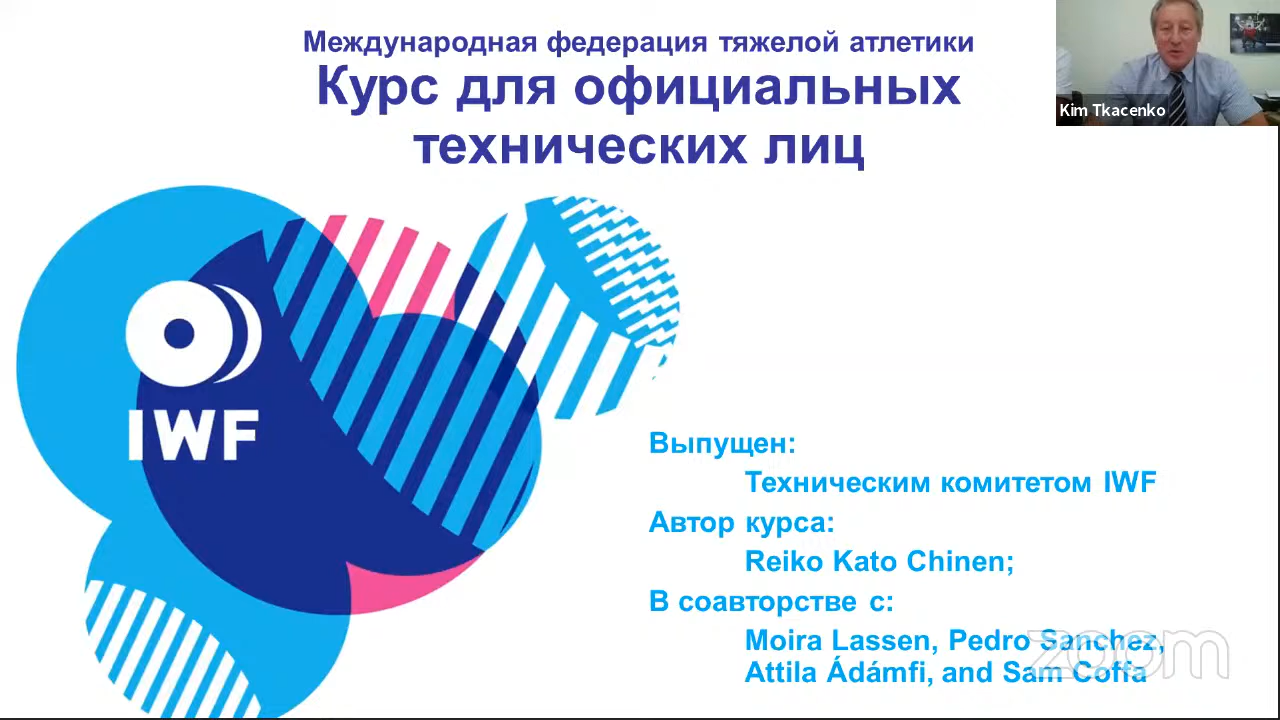 Международная федерация тяжелой атлетики
Курс для официальных
технических лиц
Kim Tkacenko
IWF
Выпущен:
Техническим комитетом IWF
Автор курса:
Reiko Kato Chinen;
В соавторстве с:
Moira Lassen, Pedro Sanchez,
Attila Ádámfi, and Sam Coffa
zoom